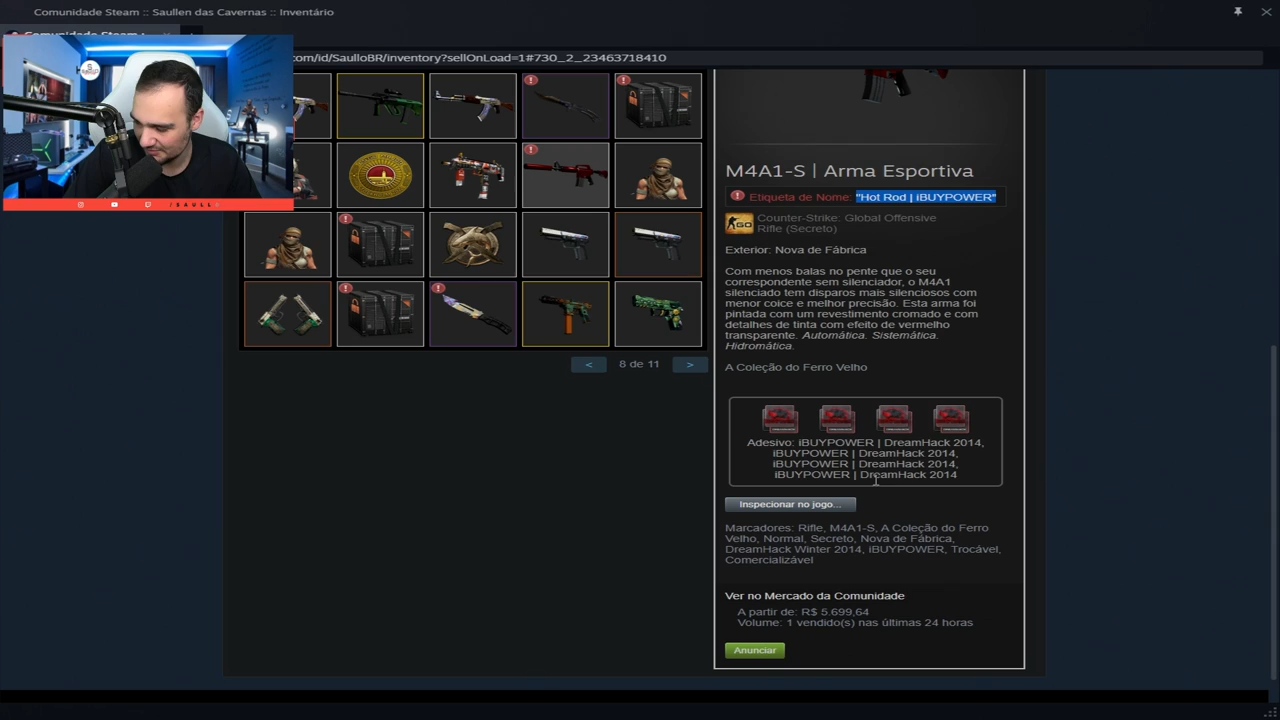 Comunidade Steam :: Saullen das Cavernas :: Inventário
com/id/SaulloBR/inventory?sellOnLoad=1#730_2_23463718410
M4A1-S | Arma Esportiva
Etiqueta de Nome: "Hot Rod | iBUYPOWER"
Counter-Strike: Global Offensive
Rifle (Secreto)
Exterior: Nova de Fábrica
Com menos balas no pente que o seu
correspondente sem silenciador, o M4A1
silenciado tem disparos mais silenciosos com
menor coice e melhor precisão. Esta arma foi
pintada com um revestimento cromado e com
detalhes de tinta com efeito de vermelho
transparente. Automática. Sistemática.
Hidromática.
A Coleção do Ferro Velho
Adesivo: iBUYPOWER | DreamHack 2014,
iBUYPOWER | DreamHack 2014,
iBUYPOWER | DreamHack 2014,
iBUYPOWER | DreamHack 2014
Inspecionar no jogo...
Marcadores: Rifle, M4A1-S, A Coleção do Ferro
Velho, Normal, Secreto, Nova de Fábrica,
DreamHack Winter 2014, iBUYPOWER, Trocável,
Comercializável
Ver no Mercado da Comunidade
A partir de: R$ 5.699,64
Volume: 1 vendido(s) nas últimas 24 horas
Anunciar
< 8 de 11 >